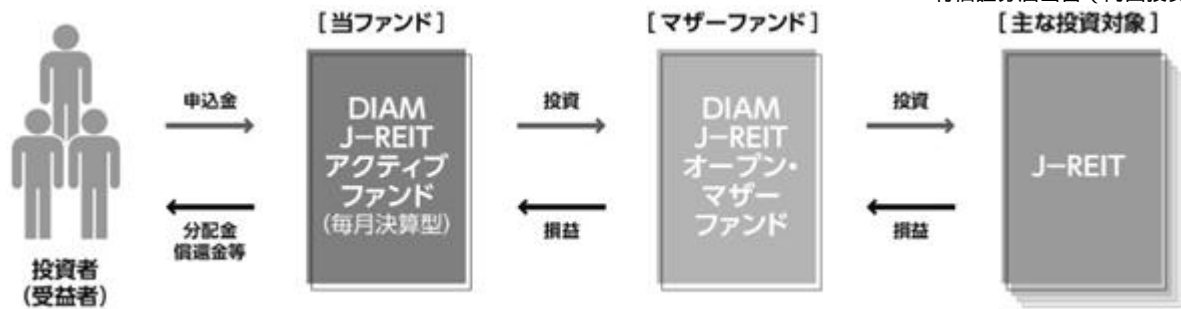 [当ファンド]
[マザーファンド]
[主な投資対象]
申込金
分配金
償還金等
投資者
(受益者)
DIAM
J-REIT
アクティブ
ファンド
(毎月決算型)
投資
損益
DIAM
J-REIT
オープン・
マザー
ファンド
投資
損益
J-REIT